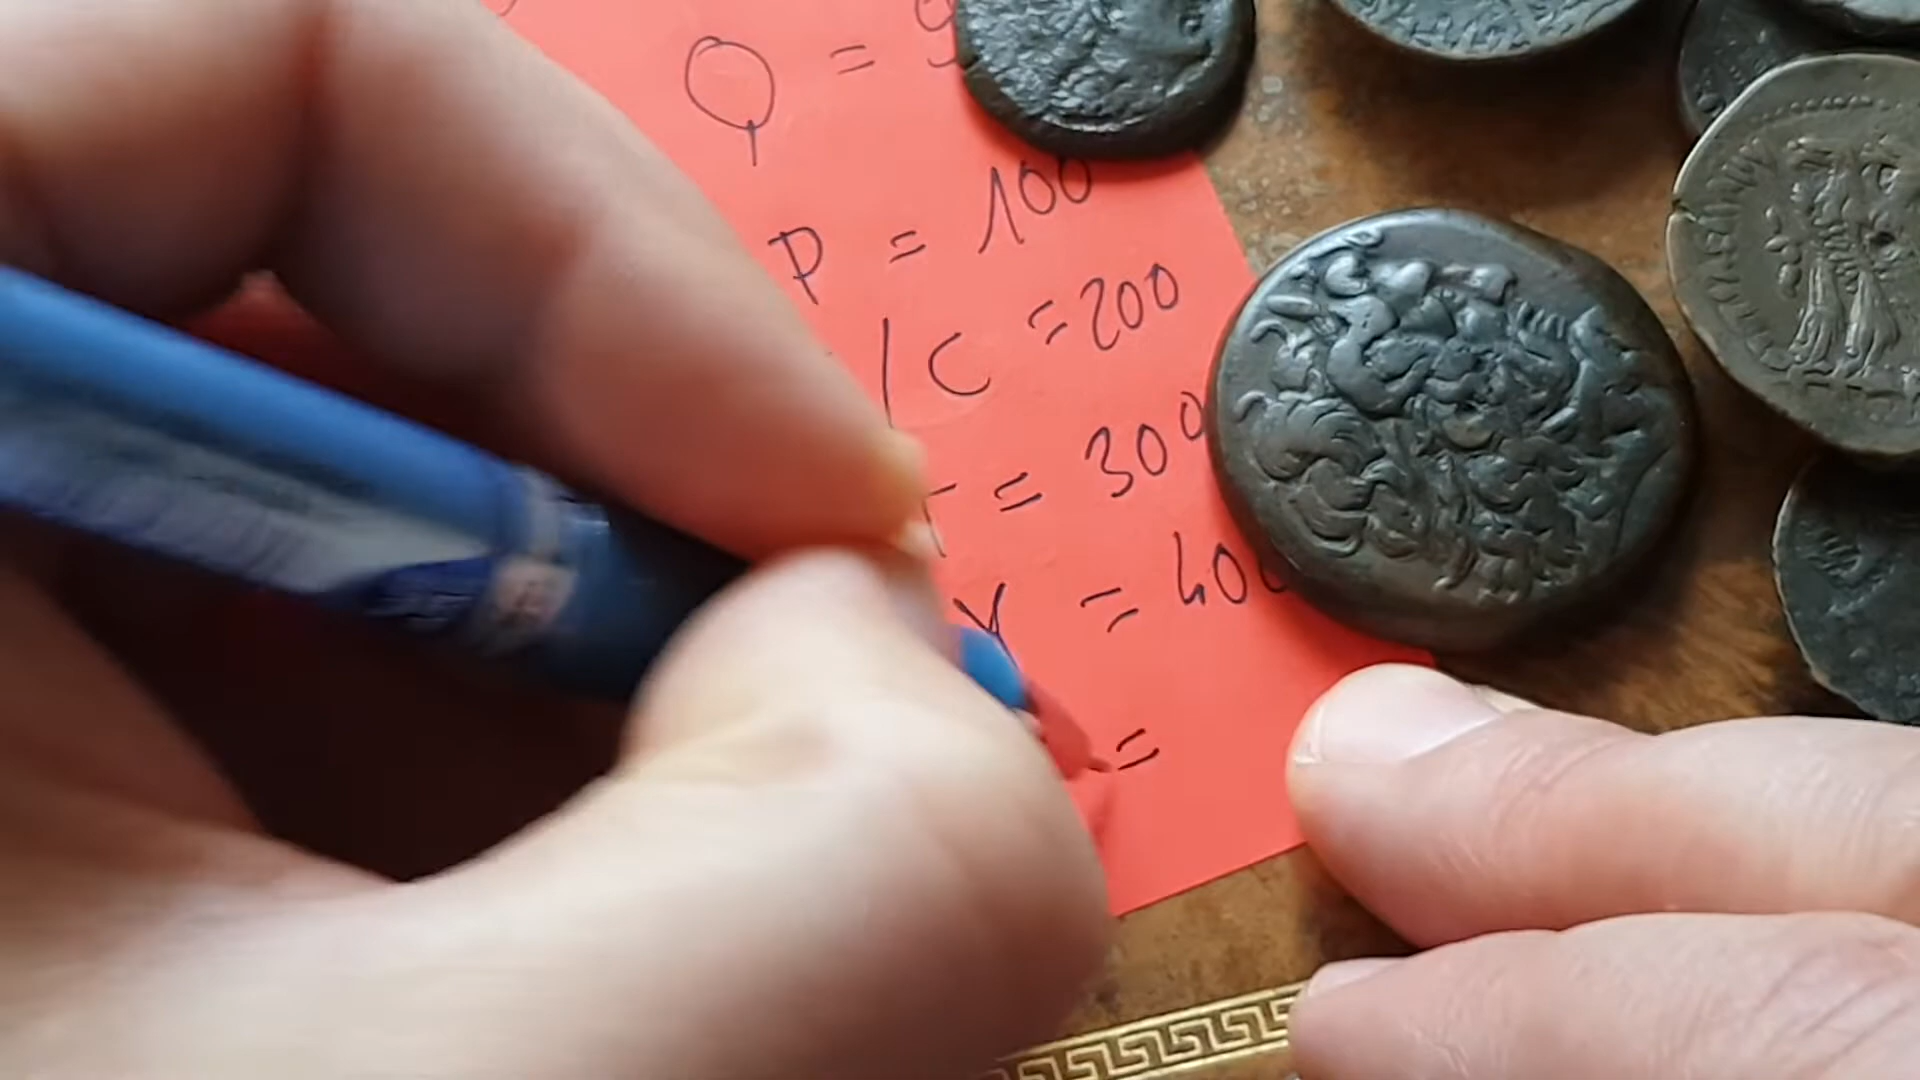 Q = 9
P = 100
/ C = 200
T = 300
Y = 400
=